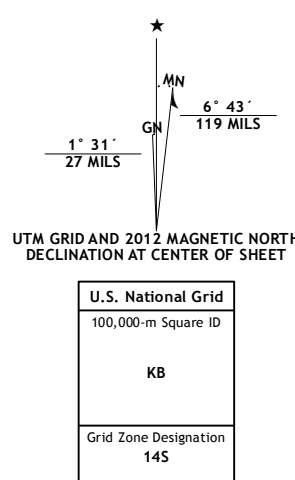 ★
MN
GN
6° 43´
119 MILS
1° 31´
27 MILS
UTM GRID AND 2012 MAGNETIC NORTH
DECLINATION AT CENTER OF SHEET
U.S. National Grid
100,000-m Square ID
KB
Grid Zone Designation
14S